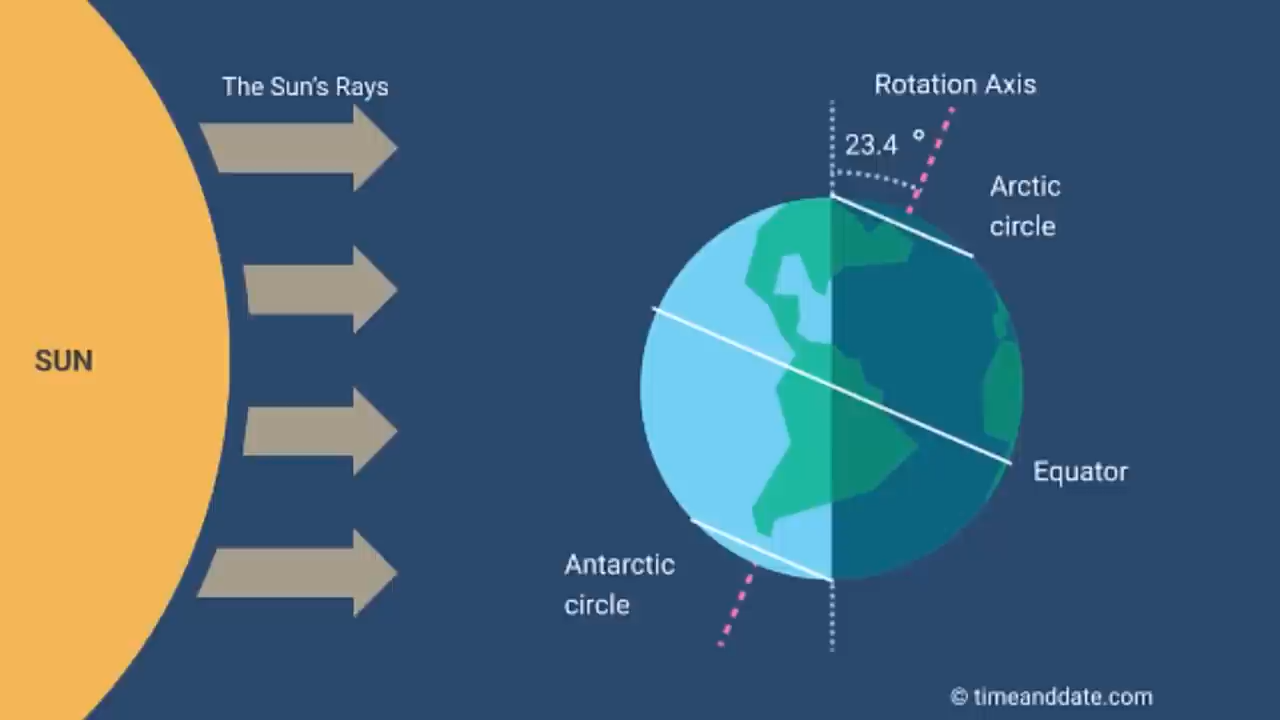 The Sun's Rays
Rotation Axis
23.4 °
Arctic
circle
SUN
Equator
Antarctic
circle
© timeanddate.com